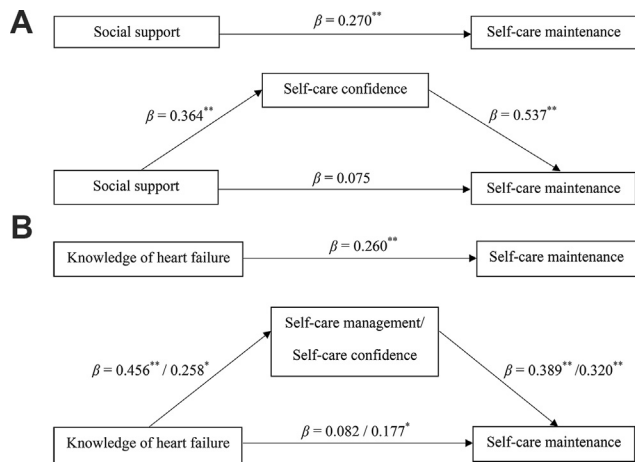 A
Social support
β = 0.270**
Self-care maintenance
Self-care confidence
β = 0.364**
β = 0.537**
Social support
β = 0.075
Self-care maintenance
B
Knowledge of heart failure
β = 0.260**
Self-care maintenance
Self-care management/
Self-care confidence
β = 0.456** / 0.258*
β = 0.389** /0.320**
Knowledge of heart failure
β = 0.082 / 0.177*
Self-care maintenance